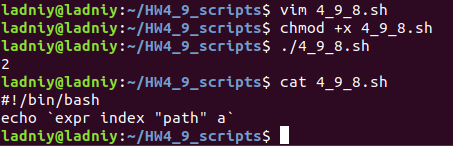 ladniy@ladniy:~/HW4_9_scripts$ vim 4_9_8.sh
ladniy@ladniy:~/HW4_9_scripts$ chmod +x 4_9_8.sh
ladniy@ladniy:~/HW4_9_scripts$ ./4_9_8.sh
2
ladniy@ladniy:~/HW4_9_scripts$ cat 4_9_8.sh
#!/bin/bash
echo `expr index "path" a`
ladniy@ladniy:~/HW4_9_scripts$